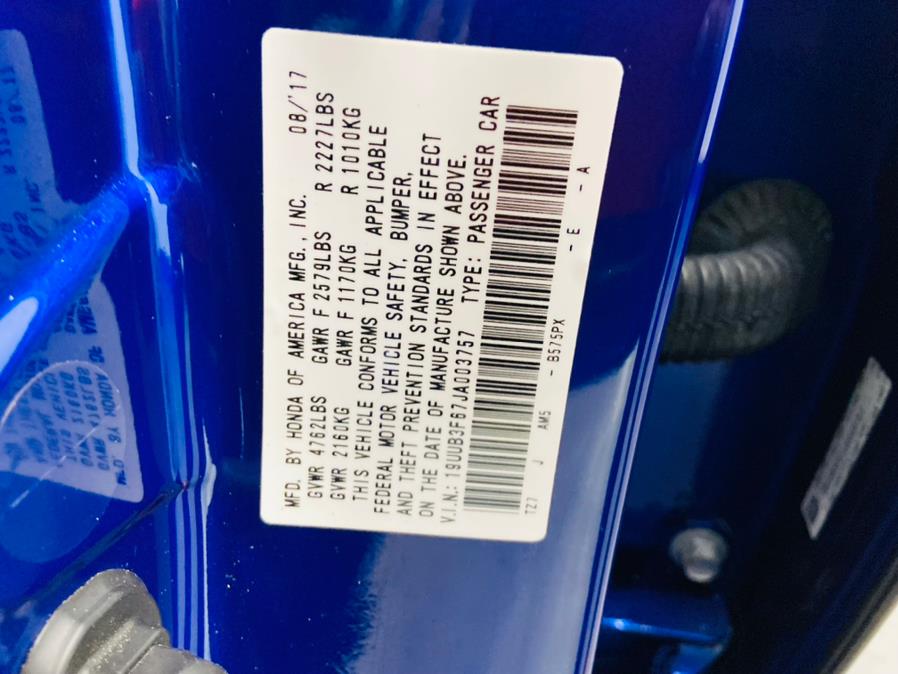 MFD. BY HONDA OF AMERICA MFG., INC. 08/'17
GVWR 4762LBS GAWR F 2579LBS R 2227LBS
GVWR 2160KG GAWR F 1170KG R 1010KG
THIS VEHICLE CONFORMS TO ALL APPLICABLE
FEDERAL MOTOR VEHICLE SAFETY, BUMPER,
AND THEFT PREVENTION STANDARDS IN EFFECT
ON THE DATE OF MANUFACTURE SHOWN ABOVE.
V.I.N.: 19UUB3F67JA003757 TYPE: PASSENGER CAR
TZ7 J AM5 - B575PX - E - A